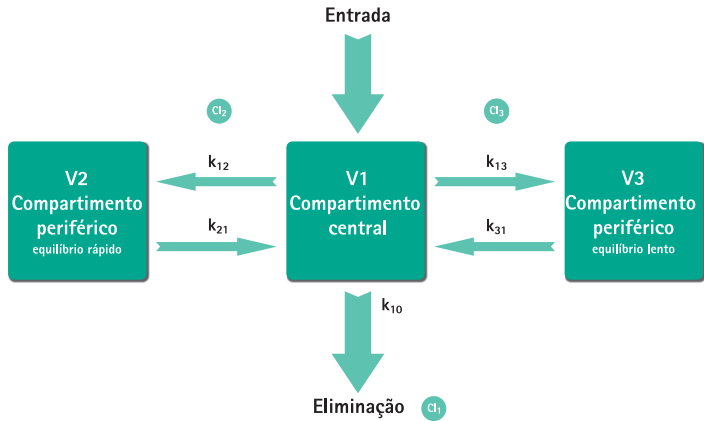 Entrada
Cl₂
Cl₃
k₁₂
k₁₃
V2
Compartimento
periférico
equilíbrio rápido
V1
Compartimento
central
V3
Compartimento
periférico
equilíbrio lento
k₂₁
k₃₁
k₁₀
Eliminação
Cl₁